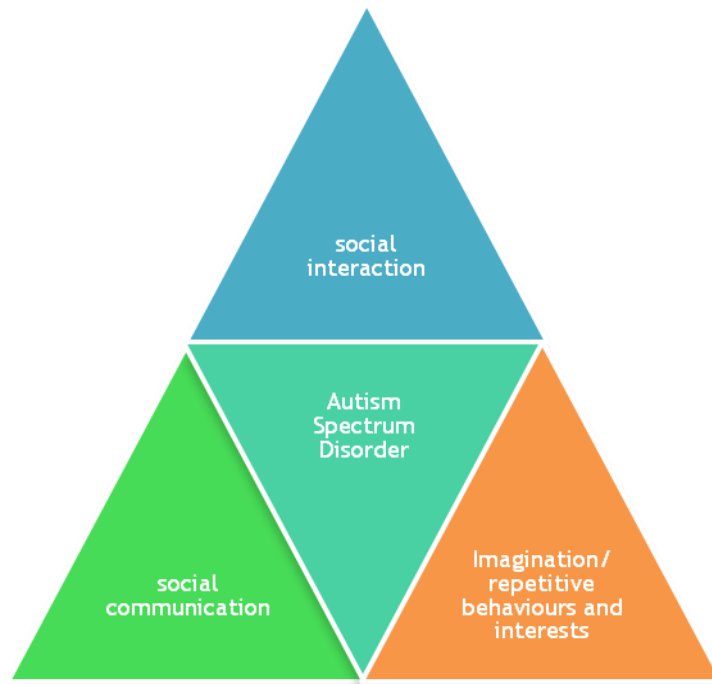 social
interaction
Autism
Spectrum
Disorder
social
communication
Imagination/
repetitive
behaviours and
interests